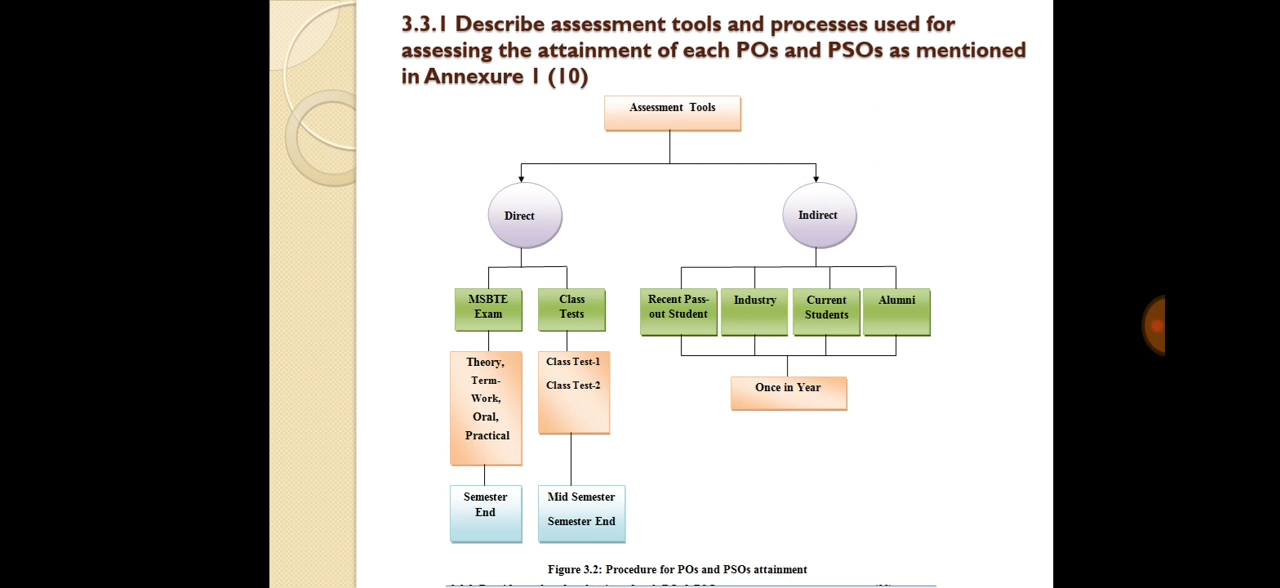 3.3.1 Describe assessment tools and processes used for
assessing the attainment of each POs and PSOs as mentioned
in Annexure 1 (10)
Assessment Tools
Direct
Indirect
MSBTE
Exam
Class
Tests
Recent Pass-
out Student
Industry
Current
Students
Alumni
Theory,
Term-
Work,
Oral,
Practical
Class Test-1
Class Test-2
Once in Year
Semester
End
Mid Semester
Semester End
Figure 3.2: Procedure for POs and PSOs attainment